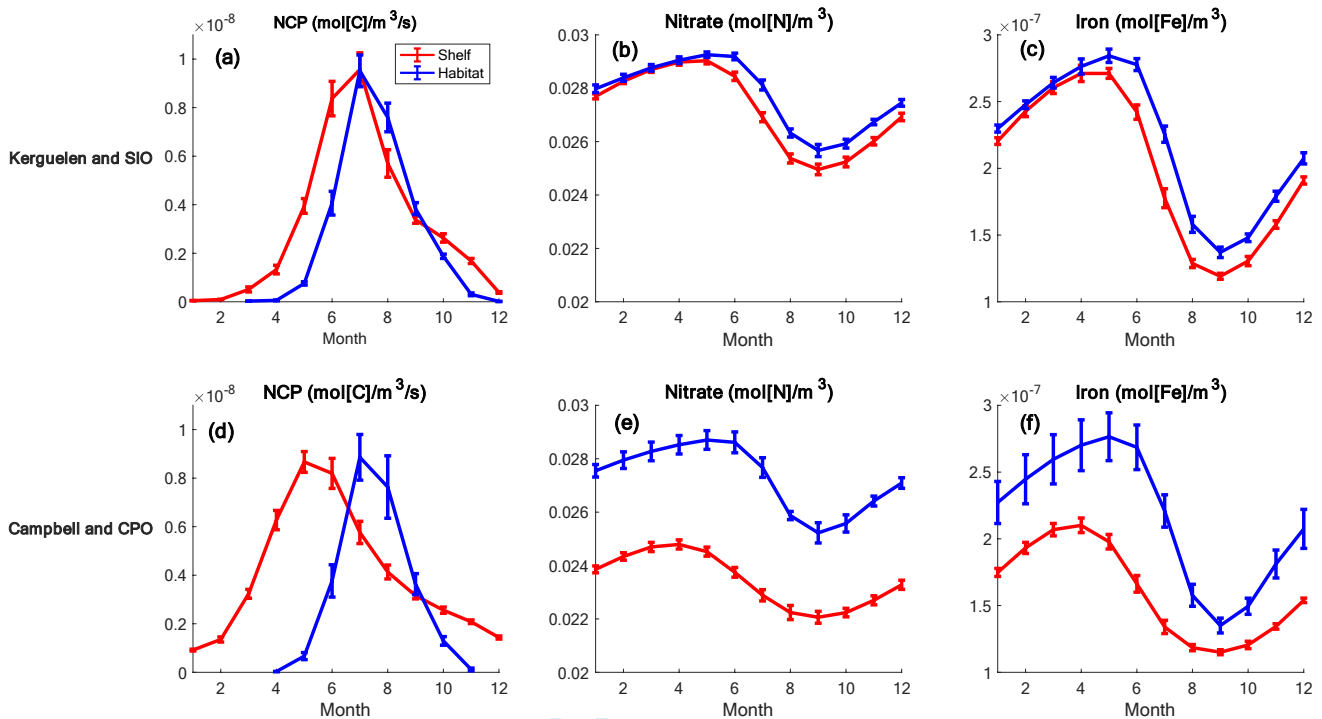 NCP (mol[C]/m³/s)
×10⁻⁸
(a)
Shelf
Habitat
1
0.8
0.6
0.4
0.2
0
2 4 6 8 10 12
Month
Kerguelen and SIO
Nitrate (mol[N]/m³)
(b)
0.03
0.028
0.026
0.024
0.022
0.02
2 4 6 8 10 12
Month
Iron (mol[Fe]/m³)
×10⁻⁷
(c)
3
2.5
2
1.5
1
2 4 6 8 10 12
Month
NCP (mol[C]/m³/s)
×10⁻⁸
(d)
1
0.8
0.6
0.4
0.2
0
2 4 6 8 10 12
Month
Campbell and CPO
Nitrate (mol[N]/m³)
(e)
0.03
0.028
0.026
0.024
0.022
0.02
2 4 6 8 10 12
Month
Iron (mol[Fe]/m³)
×10⁻⁷
(f)
3
2.5
2
1.5
1
2 4 6 8 10 12
Month